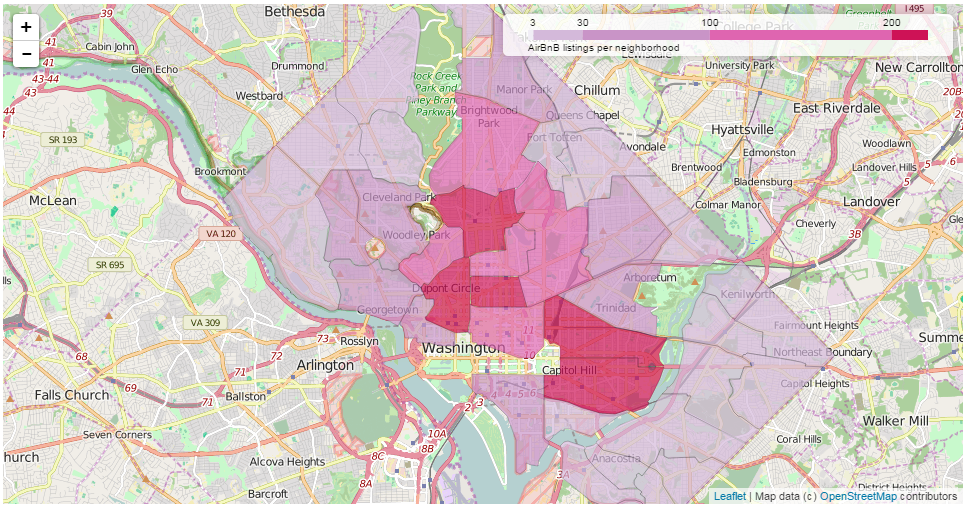 +
−
3 30 100 200
AirBnB listings per neighborhood
Bethesda
39
I 495
College Park
Greenbelt
41
Cabin John
Glen Echo
Drummond
41
43-44
43
44
Westbard
SR 193
Rock Creek
Park and
Parkway
Manor Park
Chillum
University Park
New Carrollton
20B
Brightwood
Park
Queens Chapel
East Riverdale
Fort Totten
Hyattsville
Avondale
Edmonston
Woodlawn
Brentwood
Landover Hills
5
5
Brookmont
Bladensburg
McLean
Cleveland Park
Colmar Manor
Landover
Cheverly
VA 120
Woodley Park
3B
SR 695
Arboretum
Dupont Circle
Kenilworth
Trinidad
Georgetown
VA 309
Fairmount Heights
73
Rosslyn
11
Washington
10
Northeast Boundary
68
72
Arlington
71
Capitol Hill
Capitol Heights
69
Falls Church
Ballston
71
4 4 5 6
3
2
Walker Mill
Seven Corners
10A
8B
Coral Hills
8C
Alcova Heights
Anacostia
3A
8A
Barcroft
District Heights
Leaflet | Map data (c) OpenStreetMap contributors